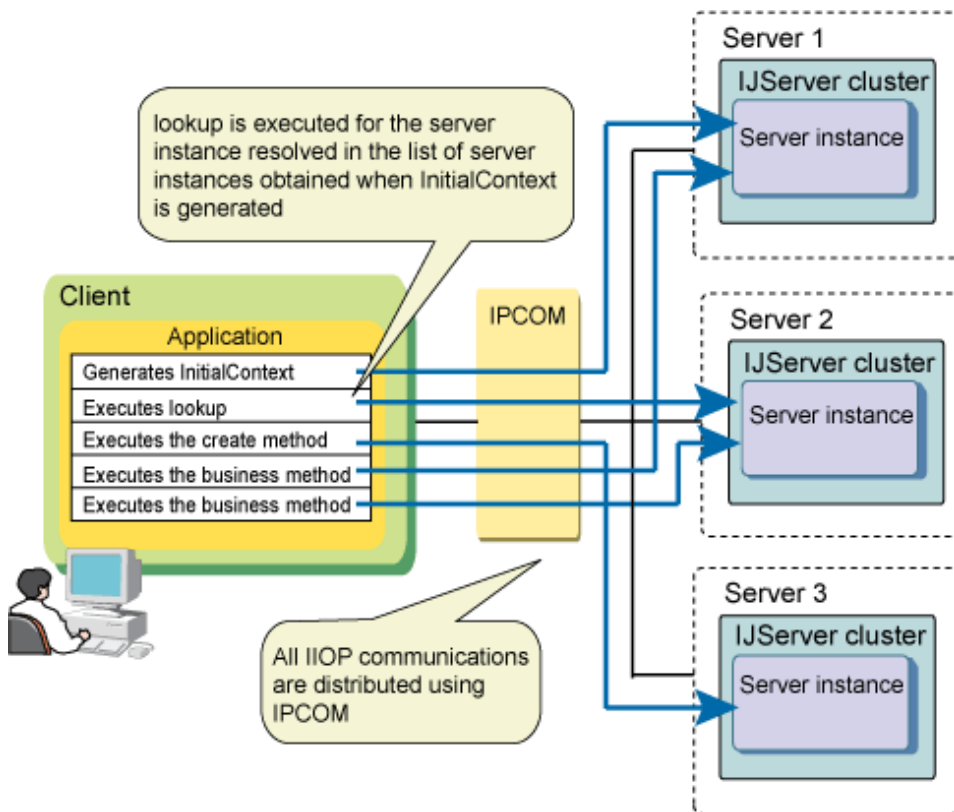 Server 1
IJServer cluster
Server instance
lookup is executed for the server
instance resolved in the list of server
instances obtained when InitialContext
is generated
Client
Application
Generates InitialContext
Executes lookup
Executes the create method
Executes the business method
Executes the business method
IPCOM
Server 2
IJServer cluster
Server instance
All IIOP communications
are distributed using
IPCOM
Server 3
IJServer cluster
Server instance